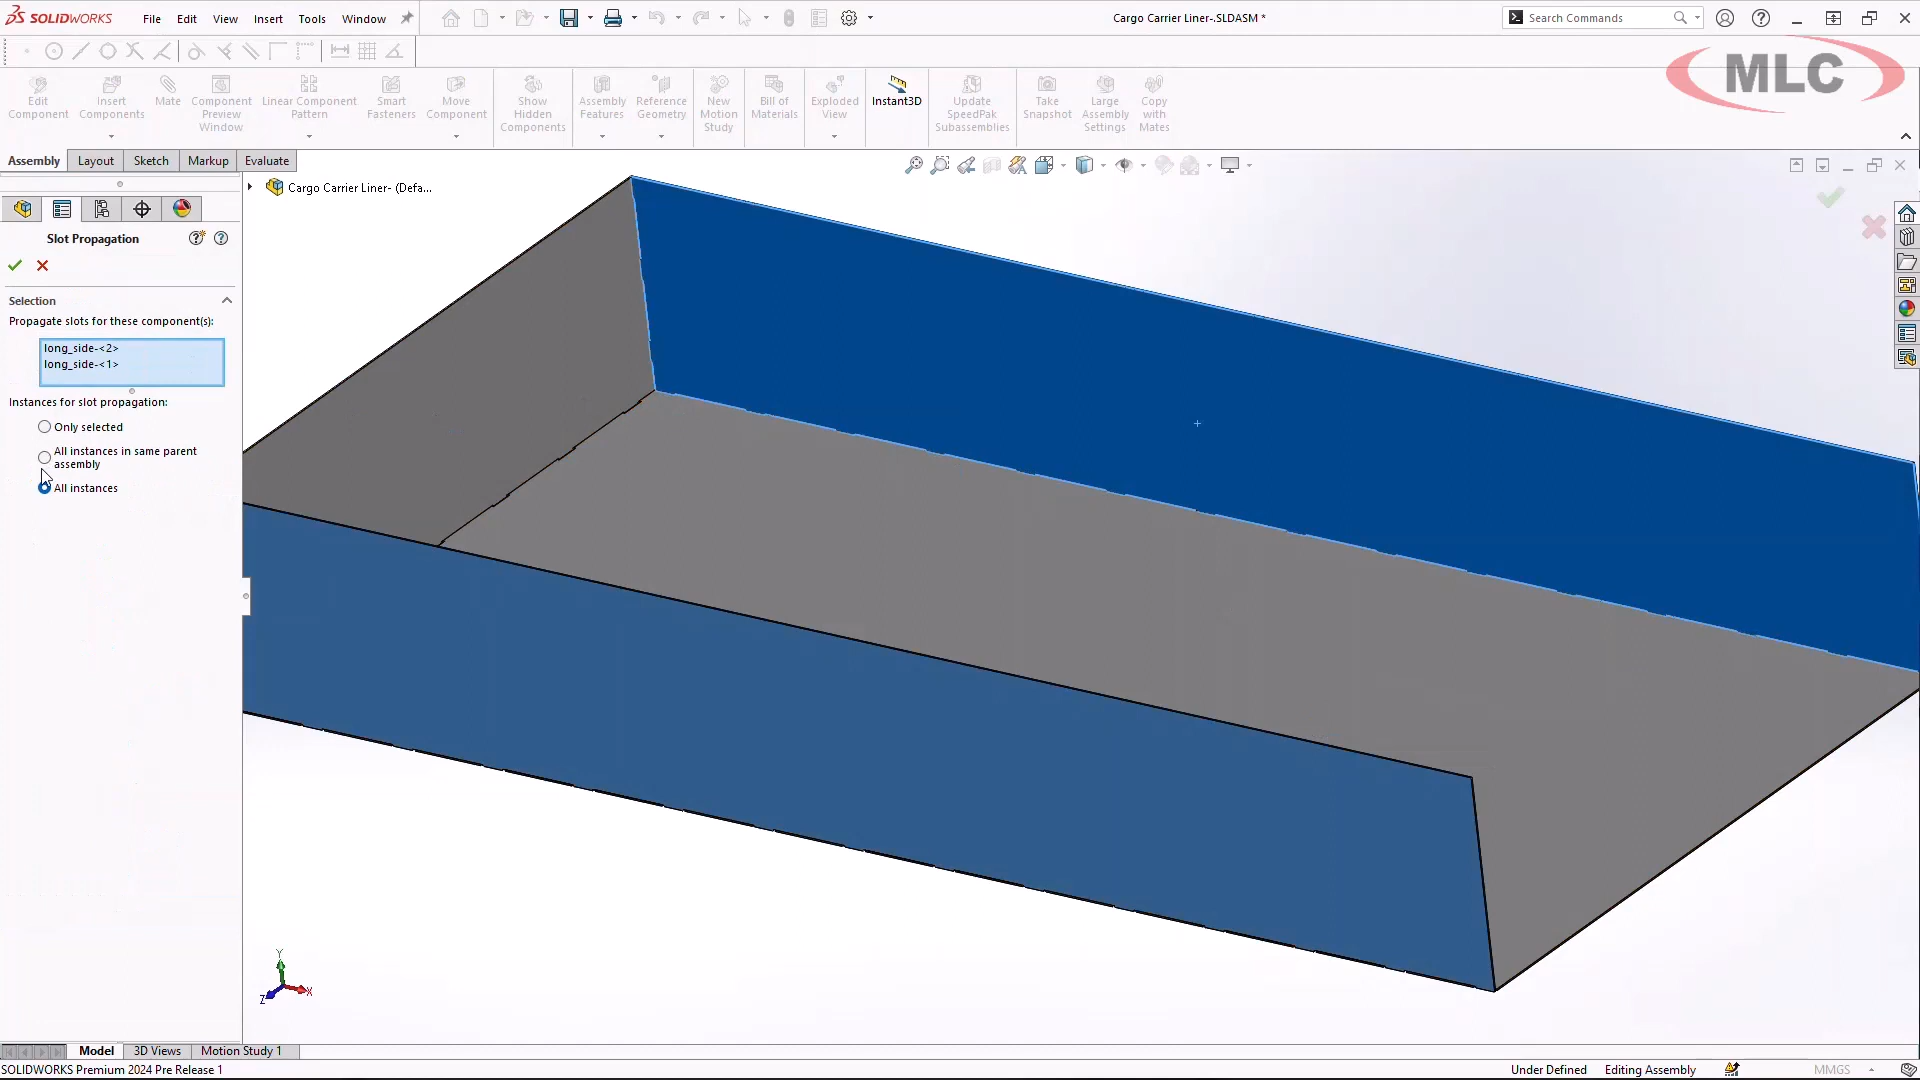 SOLIDWORKS
File
Edit
View
Insert
Tools
Window
Cargo Carrier Liner-.SLDASM *
Search Commands
MLC
Edit
Component
Insert
Components
Mate
Component
Preview
Window
Linear Component
Pattern
Smart
Fasteners
Move
Component
Show
Hidden
Components
Assembly
Features
Reference
Geometry
New
Motion
Study
Bill of
Materials
Exploded
View
Instant3D
Update
SpeedPak
Subassemblies
Take
Snapshot
Large
Assembly
Settings
Copy
with
Mates
Assembly
Layout
Sketch
Markup
Evaluate
Cargo Carrier Liner- (Defa...
Slot Propagation
Selection
Propagate slots for these component(s):
long_side-<2>
long_side-<1>
Instances for slot propagation:
Only selected
All instances in same parent
assembly
All instances
Y
Z
X
Model
3D Views
Motion Study 1
SOLIDWORKS Premium 2024 Pre Release 1
Under Defined
Editing Assembly
MMGS